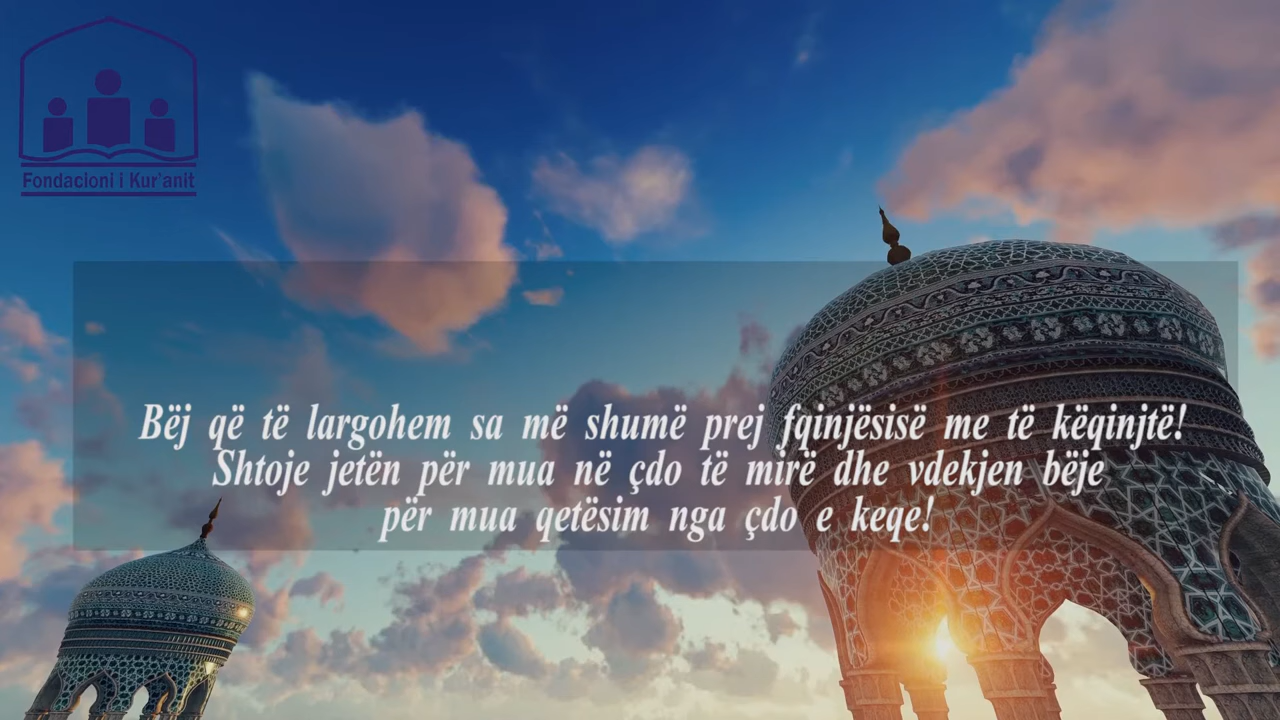 Fondacioni i Kur'anit
Bëj që të largohem sa më shumë prej fqinjësisë me të këqinjtë!
Shtoje jetën për mua në çdo të mirë dhe vdekjen bëje
për mua qetësim nga çdo e keqe!